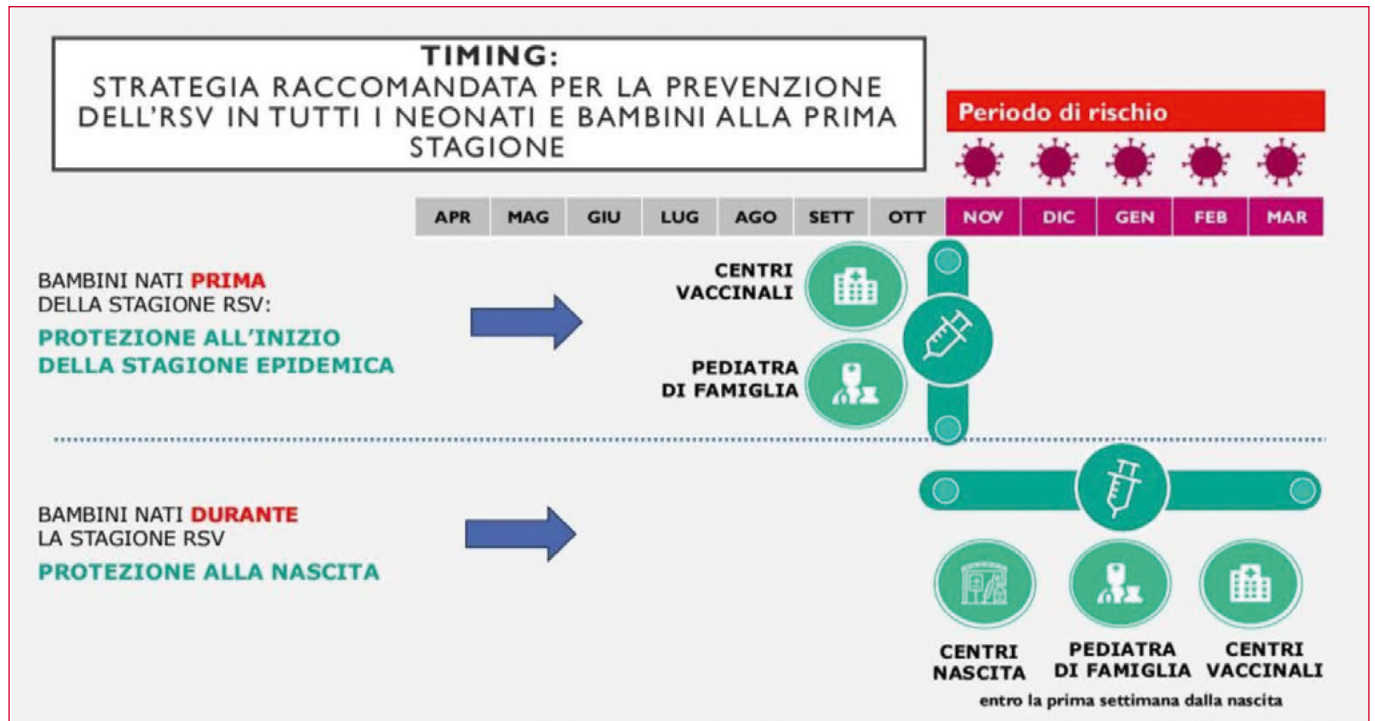 TIMING:
STRATEGIA RACCOMANDATA PER LA PREVENZIONE
DELL'RSV IN TUTTI I NEONATI E BAMBINI ALLA PRIMA
STAGIONE
Periodo di rischio
APR MAG GIU LUG AGO SETT OTT NOV DIC GEN FEB MAR
BAMBINI NATI PRIMA
DELLA STAGIONE RSV:
PROTEZIONE ALL'INIZIO
DELLA STAGIONE EPIDEMICA
CENTRI
VACCINALI
PEDIATRA
DI FAMIGLIA
BAMBINI NATI DURANTE
LA STAGIONE RSV
PROTEZIONE ALLA NASCITA
CENTRI
NASCITA
PEDIATRA
DI FAMIGLIA
CENTRI
VACCINALI
entro la prima settimana dalla nascita